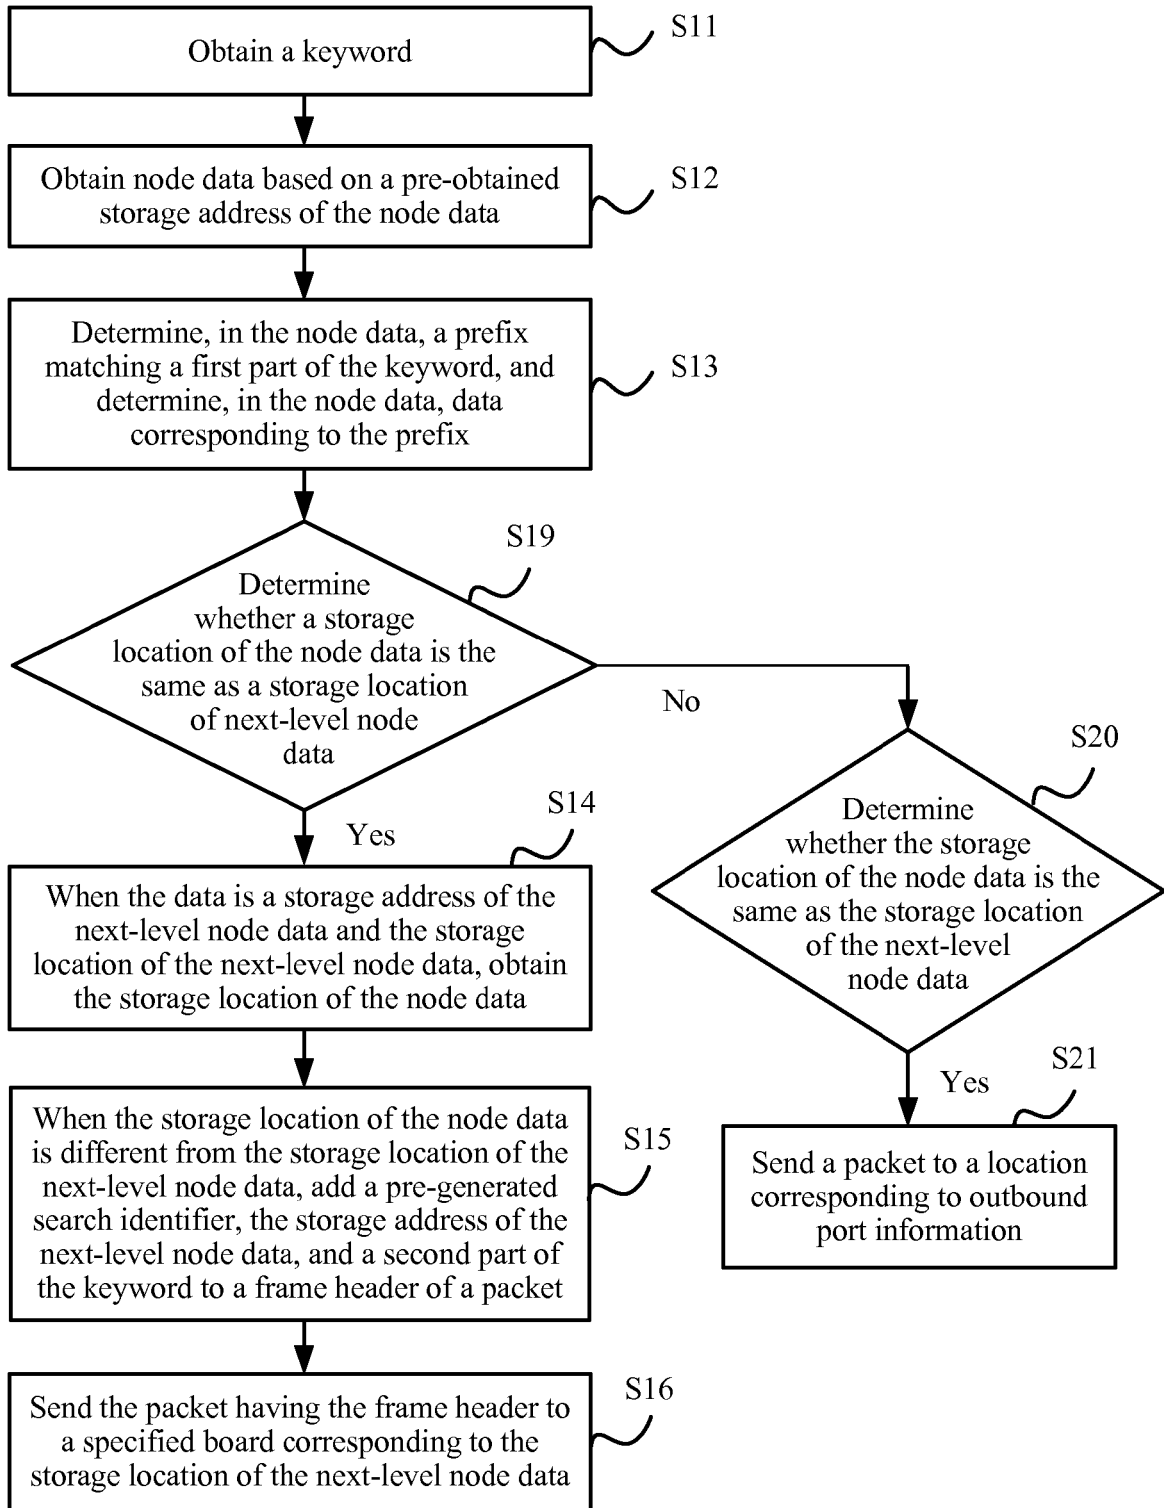 Obtain a keyword
S11
Obtain node data based on a pre-obtained
storage address of the node data
S12
Determine, in the node data, a prefix
matching a first part of the keyword, and
determine, in the node data, data
corresponding to the prefix
S13
S19
Determine
whether a storage
location of the node data is the
same as a storage location
of next-level node
data
No
Yes
S20
Determine
whether the storage
location of the node data is the
same as the storage location
of the next-level
node data
Yes
S14
When the data is a storage address of the
next-level node data and the storage
location of the next-level node data, obtain
the storage location of the node data
S21
Send a packet to a location
corresponding to outbound
port information
When the storage location of the node data
is different from the storage location of the
next-level node data, add a pre-generated
search identifier, the storage address of the
next-level node data, and a second part of
the keyword to a frame header of a packet
S15
Send the packet having the frame header to
a specified board corresponding to the
storage location of the next-level node data
S16